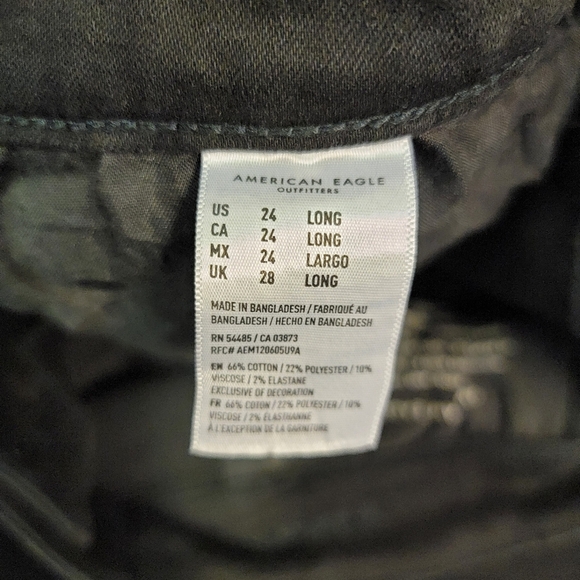 AMERICAN EAGLE
OUTFITTERS
US 24 LONG
CA 24 LONG
MX 24 LARGO
UK 28 LONG
MADE IN BANGLADESH / FABRIQUÉ AU
BANGLADESH / HECHO EN BANGLADESH
RN 54485 / CA 03873
RFC# AEM120605U9A
EN 66% COTTON / 22% POLYESTER / 10%
VISCOSE / 2% ELASTANE
EXCLUSIVE OF DECORATION
FR 66% COTON / 22% POLYESTER / 10%
VISCOSE / 2% ÉLASTHANNE
À L'EXCEPTION DE LA GARNITURE